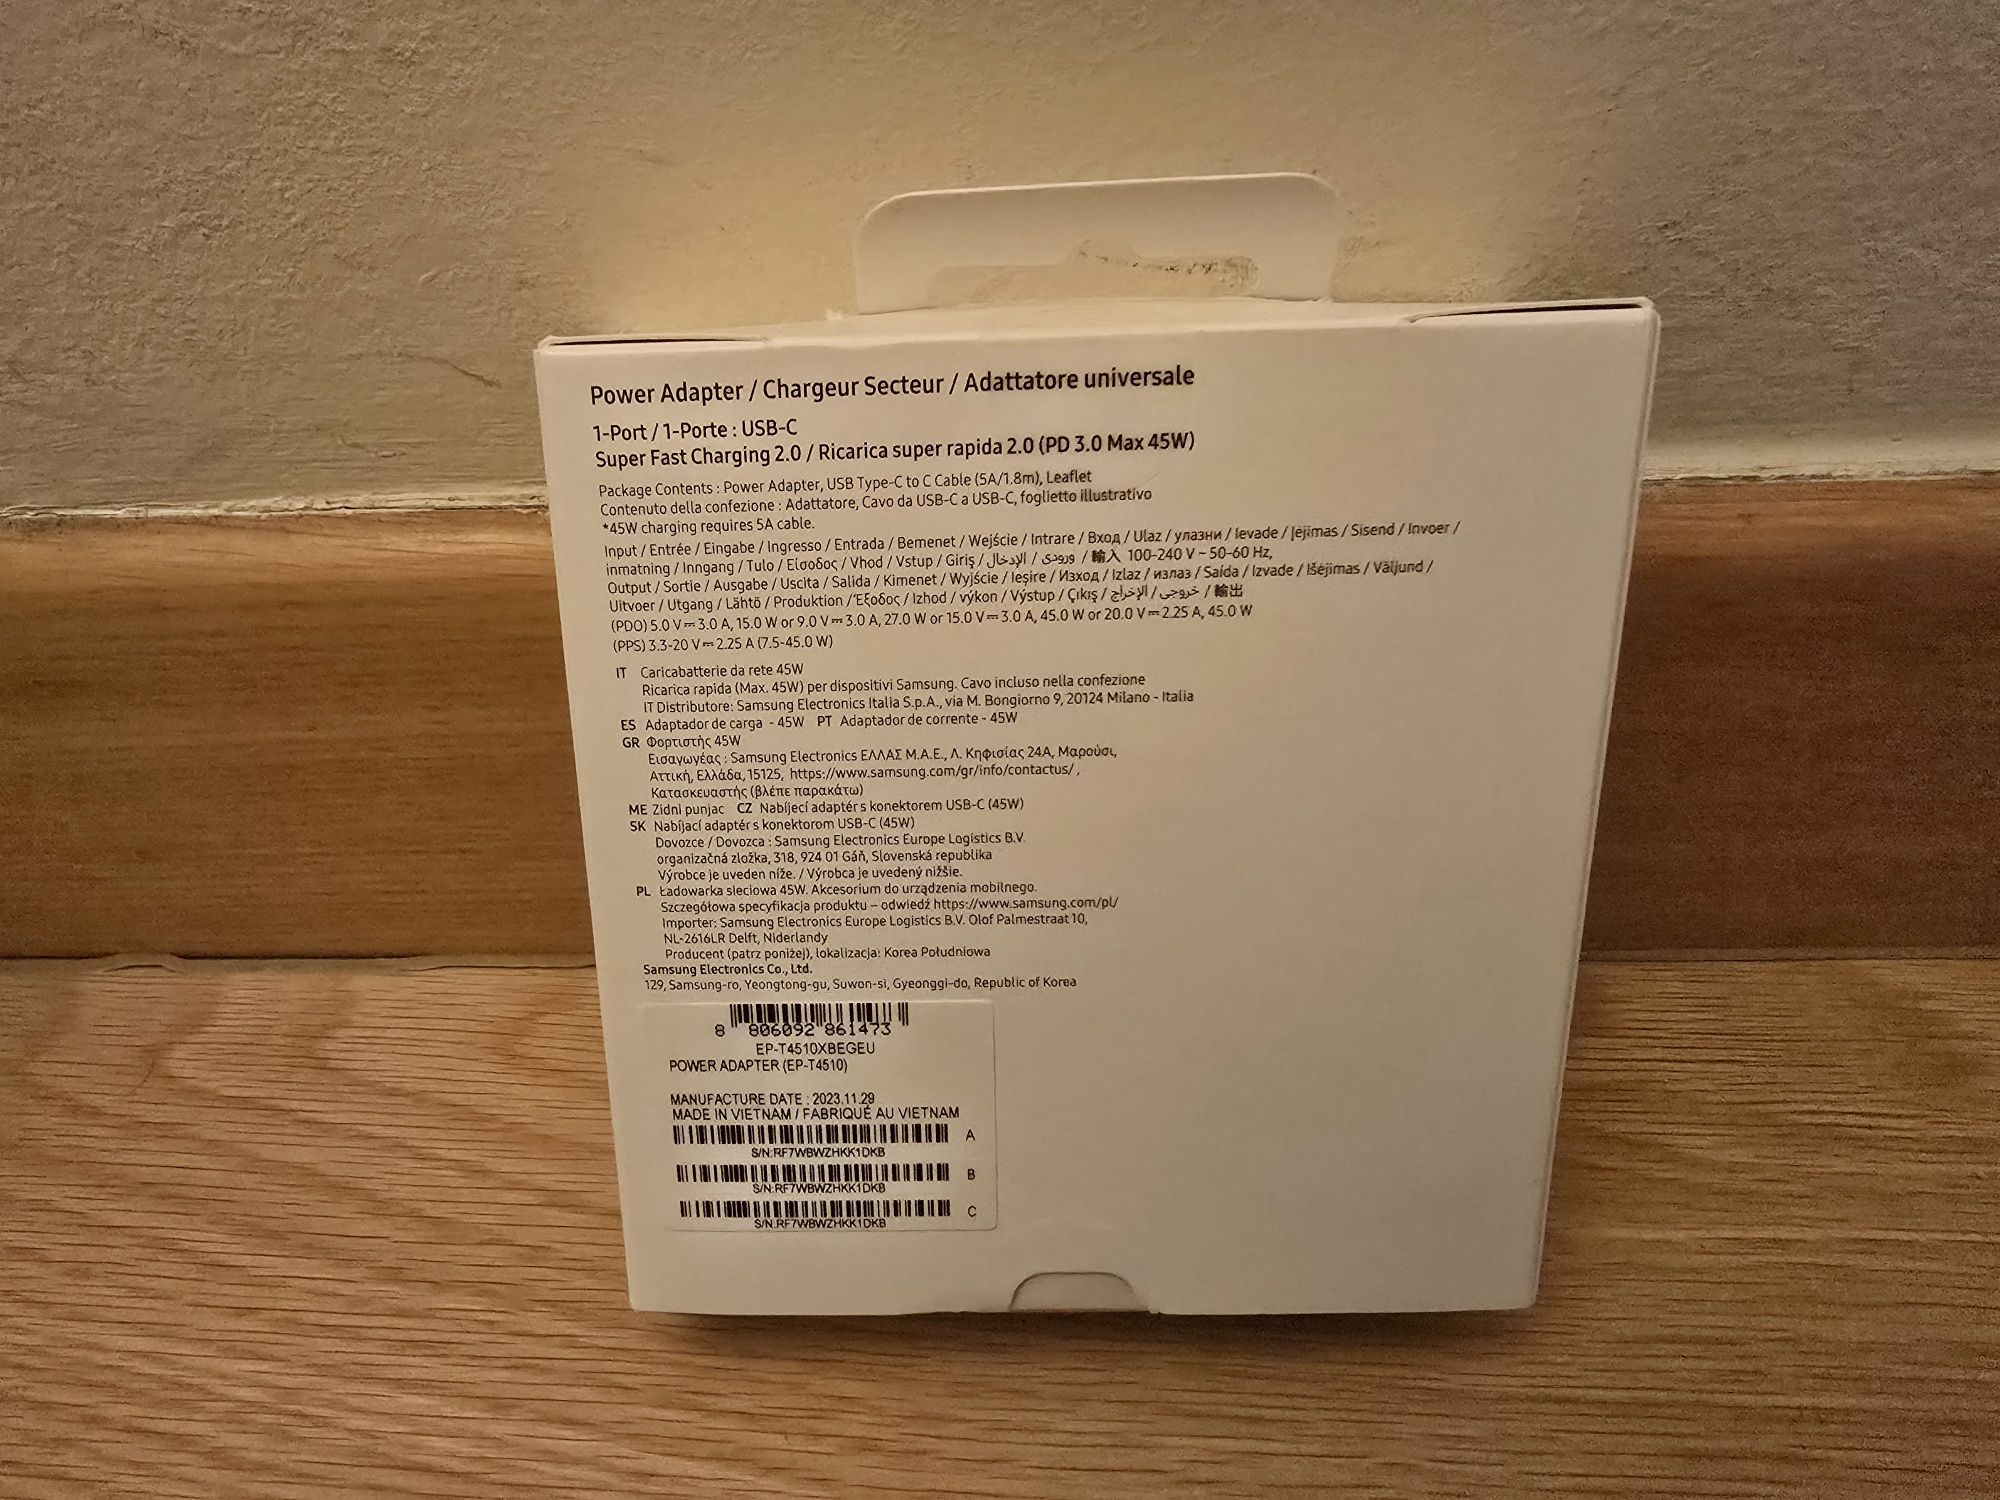 Power Adapter / Chargeur Secteur / Adattatore universale
1-Port / 1-Porte : USB-C
Super Fast Charging 2.0 / Ricarica super rapida 2.0 (PD 3.0 Max 45W)
Package Contents : Power Adapter, USB Type-C to C Cable (5A/1.8m), Leaflet
Contenuto della confezione : Adattatore, Cavo da USB-C a USB-C, foglietto illustrativo
*45W charging requires 5A cable.
Input / Entrée / Eingabe / Ingresso / Entrada / Bemenet / Wejście / Intrare / Вход / Ulaz / улазни / Ievade / Įėjimas / Sisend / Invoer /
inmatning / Inngang / Tulo / Είσοδος / Vhod / Vstup / Giriş / الإدخال / ورودی / 輸入 100-240 V ~ 50-60 Hz,
Output / Sortie / Ausgabe / Uscita / Salida / Kimenet / Wyjście / Ieşire / Изход / Izlaz / излаз / Saída / Izvade / Išėjimas / Väljund /
Uitvoer / Utgang / Lähtö / Produktion / Έξοδος / Izhod / výkon / Výstup / Çıkış / الإخراج / خروجی / 輸出
(PDO) 5.0 V⎓3.0 A, 15.0 W or 9.0 V⎓3.0 A, 27.0 W or 15.0 V⎓3.0 A, 45.0 W or 20.0 V⎓2.25 A, 45.0 W
(PPS) 3.3-20 V⎓2.25 A (7.5-45.0 W)
IT Caricabatterie da rete 45W
Ricarica rapida (Max. 45W) per dispositivi Samsung. Cavo incluso nella confezione
IT Distributore: Samsung Electronics Italia S.p.A., via M. Bongiorno 9, 20124 Milano - Italia
ES Adaptador de carga - 45W PT Adaptador de corrente - 45W
GR Φορτιστής 45W
Εισαγωγέας : Samsung Electronics ΕΛΛΑΣ Μ.Α.Ε., Λ. Κηφισίας 24Α, Μαρούσι,
Αττική, Ελλάδα, 15125, https://www.samsung.com/gr/info/contactus/ ,
Κατασκευαστής (βλέπε παρακάτω)
ME Zidni punjac CZ Nabíjecí adaptér s konektorem USB-C (45W)
SK Nabíjací adaptér s konektorom USB-C (45W)
Dovozce / Dovozca : Samsung Electronics Europe Logistics B.V.
organizačná zložka, 318, 924 01 Gáň, Slovenská republika
Výrobce je uveden níže. / Výrobca je uvedený nižšie.
PL Ładowarka sieciowa 45W. Akcesorium do urządzenia mobilnego.
Szczegółowa specyfikacja produktu – odwiedź https://www.samsung.com/pl/
Importer: Samsung Electronics Europe Logistics B.V. Olof Palmestraat 10,
NL-2616LR Delft, Niderlandy
Producent (patrz poniżej), lokalizacja: Korea Południowa
Samsung Electronics Co., Ltd.
129, Samsung-ro, Yeongtong-gu, Suwon-si, Gyeonggi-do, Republic of Korea
8 806092 861473
EP-T4510XBEGEU
POWER ADAPTER (EP-T4510)
MANUFACTURE DATE : 2023.11.29
MADE IN VIETNAM / FABRIQUÉ AU VIETNAM
A
S/N:RF7WBWZHKK1DKB
B
S/N:RF7WBWZHKK1DKB
C
S/N:RF7WBWZHKK1DKB